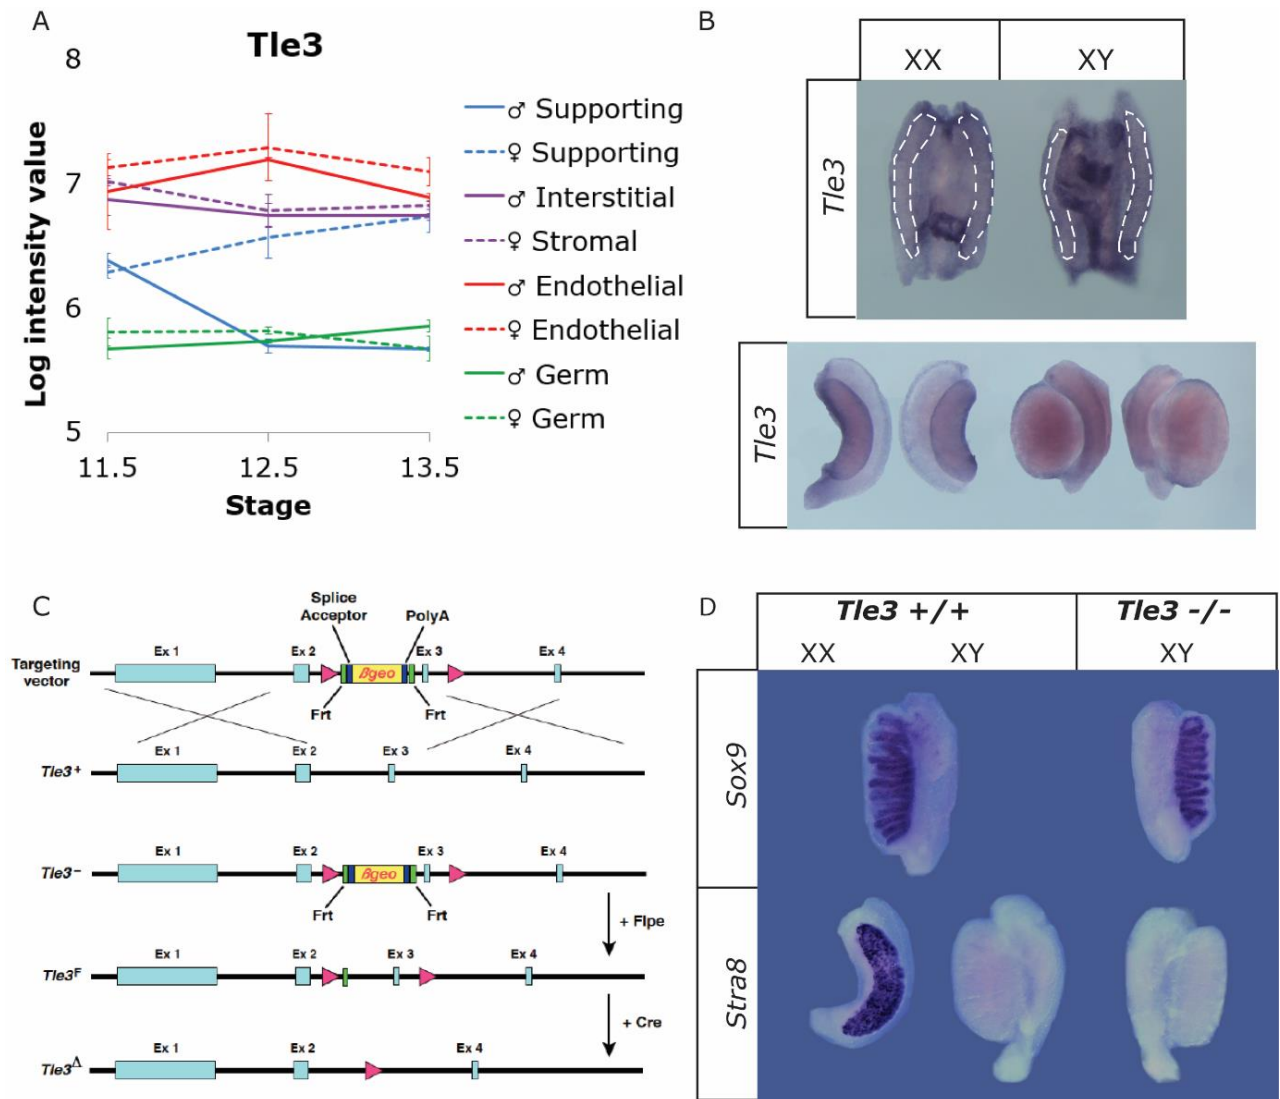 A
Tle3
8
7
6
5
Log intensity value
11.5 12.5 13.5
Stage
♂ Supporting
♀ Supporting
♂ Interstitial
♀ Stromal
♂ Endothelial
♀ Endothelial
♂ Germ
♀ Germ
B
XX XY
Tle3
Tle3
C
Splice
Acceptor PolyA
Ex 1 Ex 2 Ex 3 Ex 4
Targeting
vector
βgeo
Frt Frt
Ex 1 Ex 2 Ex 3 Ex 4
Tle3+
Ex 1 Ex 2 Ex 3 Ex 4
Tle3− βgeo
Frt Frt
+ Flpe
Ex 1 Ex 2 Ex 3 Ex 4
Tle3F
+ Cre
Ex 1 Ex 2 Ex 4
Tle3Δ
D
Tle3 +/+ Tle3 -/-
XX XY XY
Sox9
Stra8